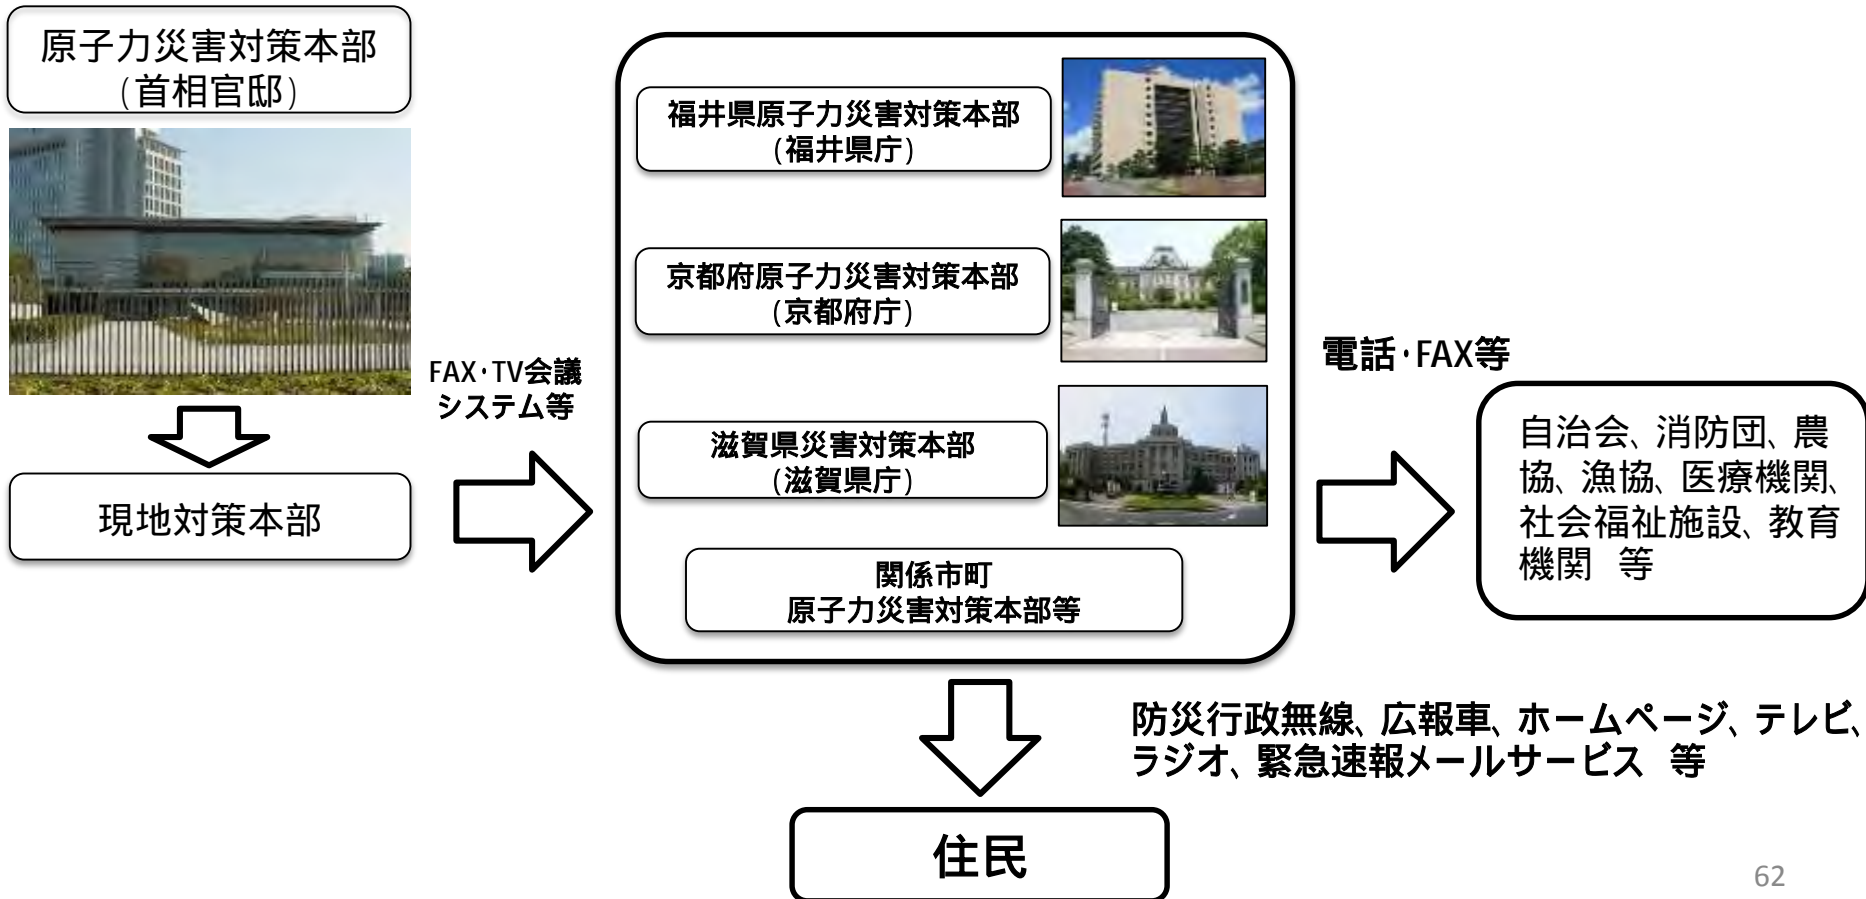 原子力災害対策本部
(首相官邸)
現地対策本部
FAX・TV会議
システム等
福井県原子力災害対策本部
(福井県庁)
京都府原子力災害対策本部
(京都府庁)
滋賀県災害対策本部
(滋賀県庁)
関係市町
原子力災害対策本部等
電話・FAX等
自治会、消防団、農
協、漁協、医療機関、
社会福祉施設、教育
機関 等
防災行政無線、広報車、ホームページ、テレビ、
ラジオ、緊急速報メールサービス 等
住民
62